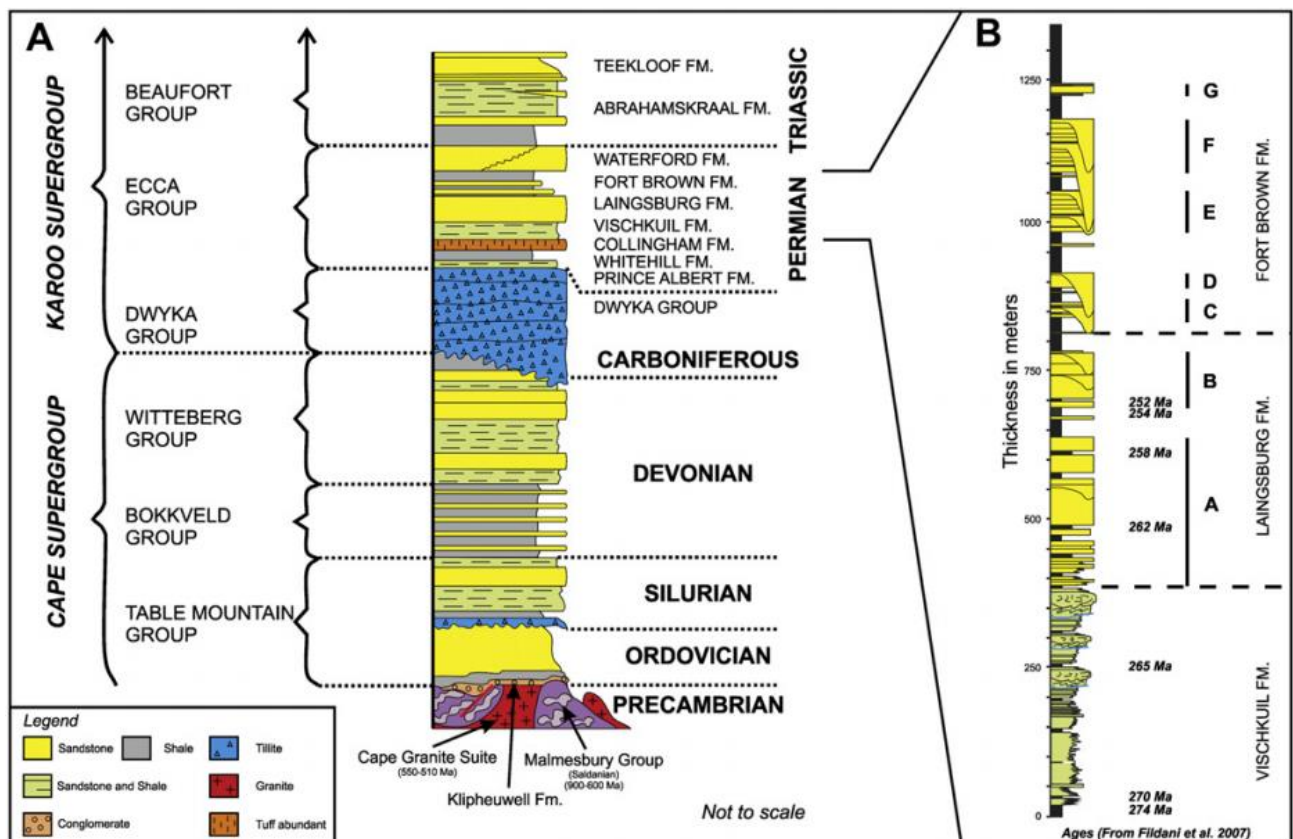 A
KAROO SUPERGROUP
CAPE SUPERGROUP
BEAUFORT
GROUP
ECCA
GROUP
DWYKA
GROUP
WITTEBERG
GROUP
BOKKVELD
GROUP
TABLE MOUNTAIN
GROUP
TEEKLOOF FM.
ABRAHAMSKRAAL FM.
WATERFORD FM.
FORT BROWN FM.
LAINGSBURG FM.
VISCHKUIL FM.
COLLINGHAM FM.
WHITEHILL FM.
PRINCE ALBERT FM.
DWYKA GROUP
TRIASSIC
PERMIAN
CARBONIFEROUS
DEVONIAN
SILURIAN
ORDOVICIAN
PRECAMBRIAN
Cape Granite Suite
(550-510 Ma)
Klipheuwell Fm.
Malmesbury Group
(Saldanian)
(900-600 Ma)
Not to scale
Legend
Sandstone
Shale
Tillite
Sandstone and Shale
Granite
Conglomerate
Tuff abundant
B
Thickness in meters
1250
1000
750
500
250
0
G
F
E
D
C
B
A
252 Ma
254 Ma
258 Ma
262 Ma
265 Ma
270 Ma
274 Ma
FORT BROWN FM.
LAINGSBURG FM.
VISCHKUIL FM.
Ages (From Fildani et al. 2007)